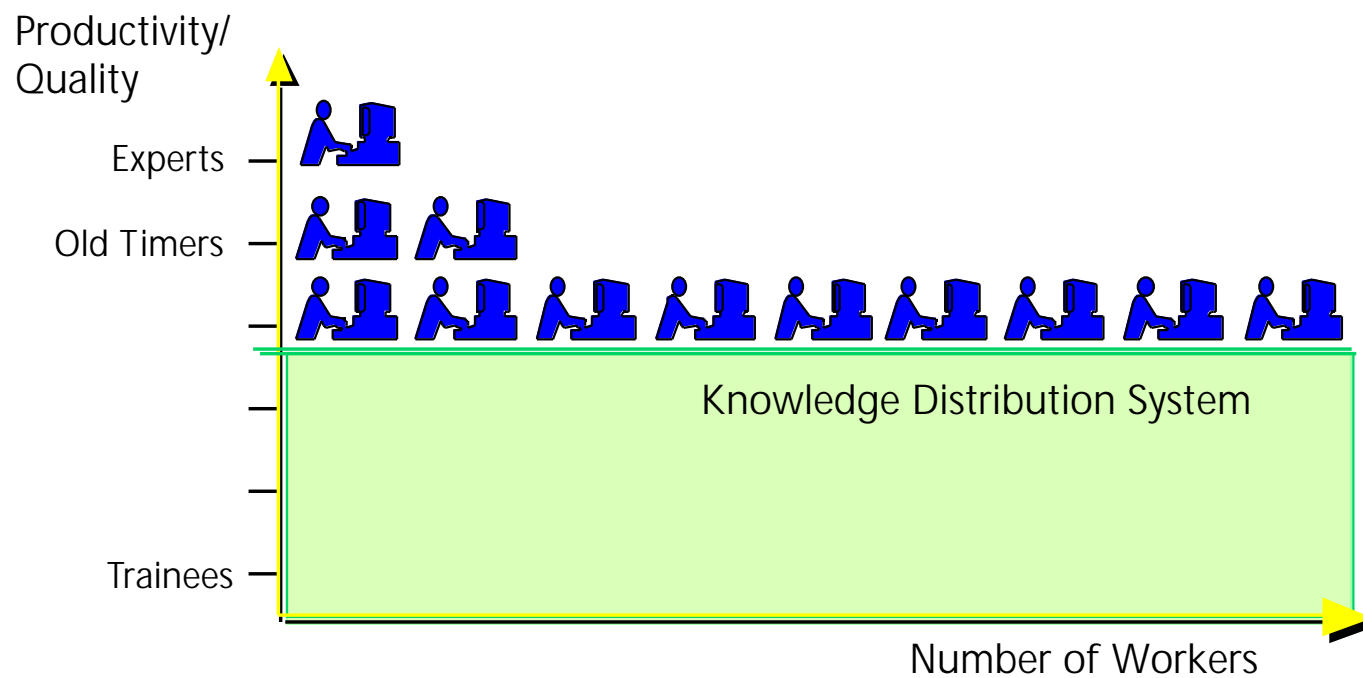 Productivity/
Quality
Experts
Old Timers
Knowledge Distribution System
Trainees
Number of Workers